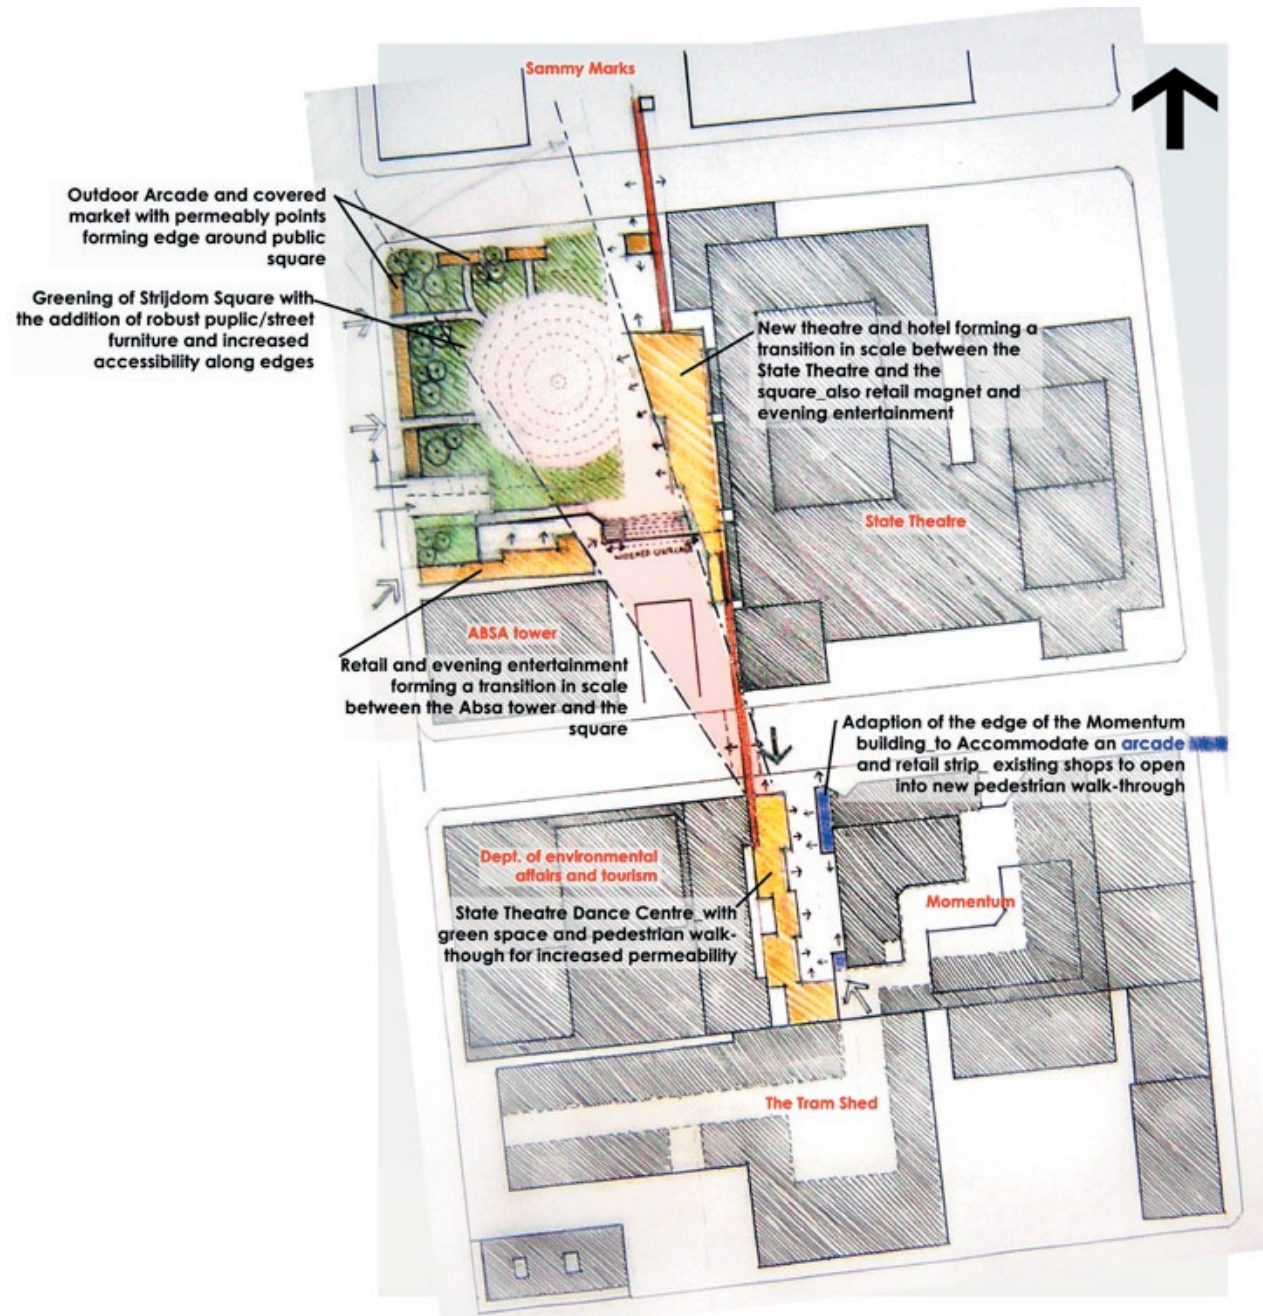 Sammy Marks
Outdoor Arcade and covered
market with permeably points
forming edge around public
square
Greening of Strijdom Square with
the addition of robust puplic/street
furniture and increased
accessibility along edges
New theatre and hotel forming a
transition in scale between the
State Theatre and the
square_also retail magnet and
evening entertainment
State Theatre
ABSA tower
Retail and evening entertainment
forming a transition in scale
between the Absa tower and the
square
Adaption of the edge of the Momentum
building_to Accommodate an arcade
and retail strip_ existing shops to open
into new pedestrian walk-through
Dept. of environmental
affairs and tourism
State Theatre Dance Centre_with
green space and pedestrian walk-
though for increased permeability
Momentum
The Tram Shed